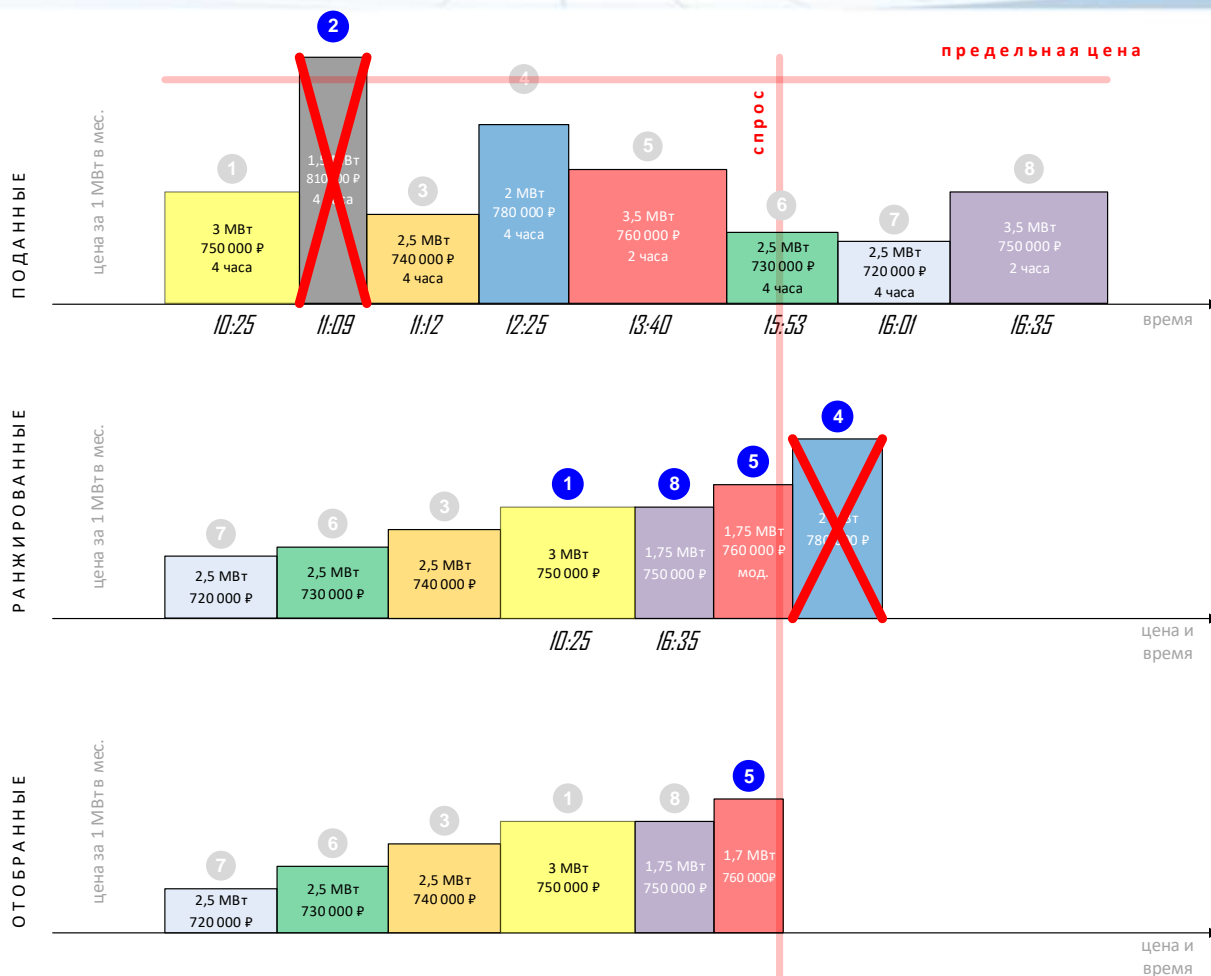 2
предельная цена
ПОДАННЫЕ
цена за 1 МВт в мес.
спрос
1
3 МВт
750 000 ₽
4 часа
810
4
3
2,5 МВт
740 000 ₽
4 часа
4
2 МВт
780 000 ₽
4 часа
5
3,5 МВт
760 000 ₽
2 часа
6
2,5 МВт
730 000 ₽
4 часа
7
2,5 МВт
720 000 ₽
4 часа
8
3,5 МВт
750 000 ₽
2 часа
10:25
11:09
11:12
12:25
13:40
15:53
16:01
16:35
время
РАНЖИРОВАННЫЕ
цена за 1 МВт в мес.
7
2,5 МВт
720 000 ₽
6
2,5 МВт
730 000 ₽
3
2,5 МВт
740 000 ₽
1
3 МВт
750 000 ₽
8
1,75 МВт
750 000 ₽
5
1,75 МВт
760 000 ₽
мод.
4
2 МВт
780 000 ₽
10:25
16:35
цена и
время
ОТОБРАННЫЕ
цена за 1 МВт в мес.
7
2,5 МВт
720 000 ₽
6
2,5 МВт
730 000 ₽
3
2,5 МВт
740 000 ₽
1
3 МВт
750 000 ₽
8
1,75 МВт
750 000 ₽
5
1,7 МВт
760 000₽
цена и
время